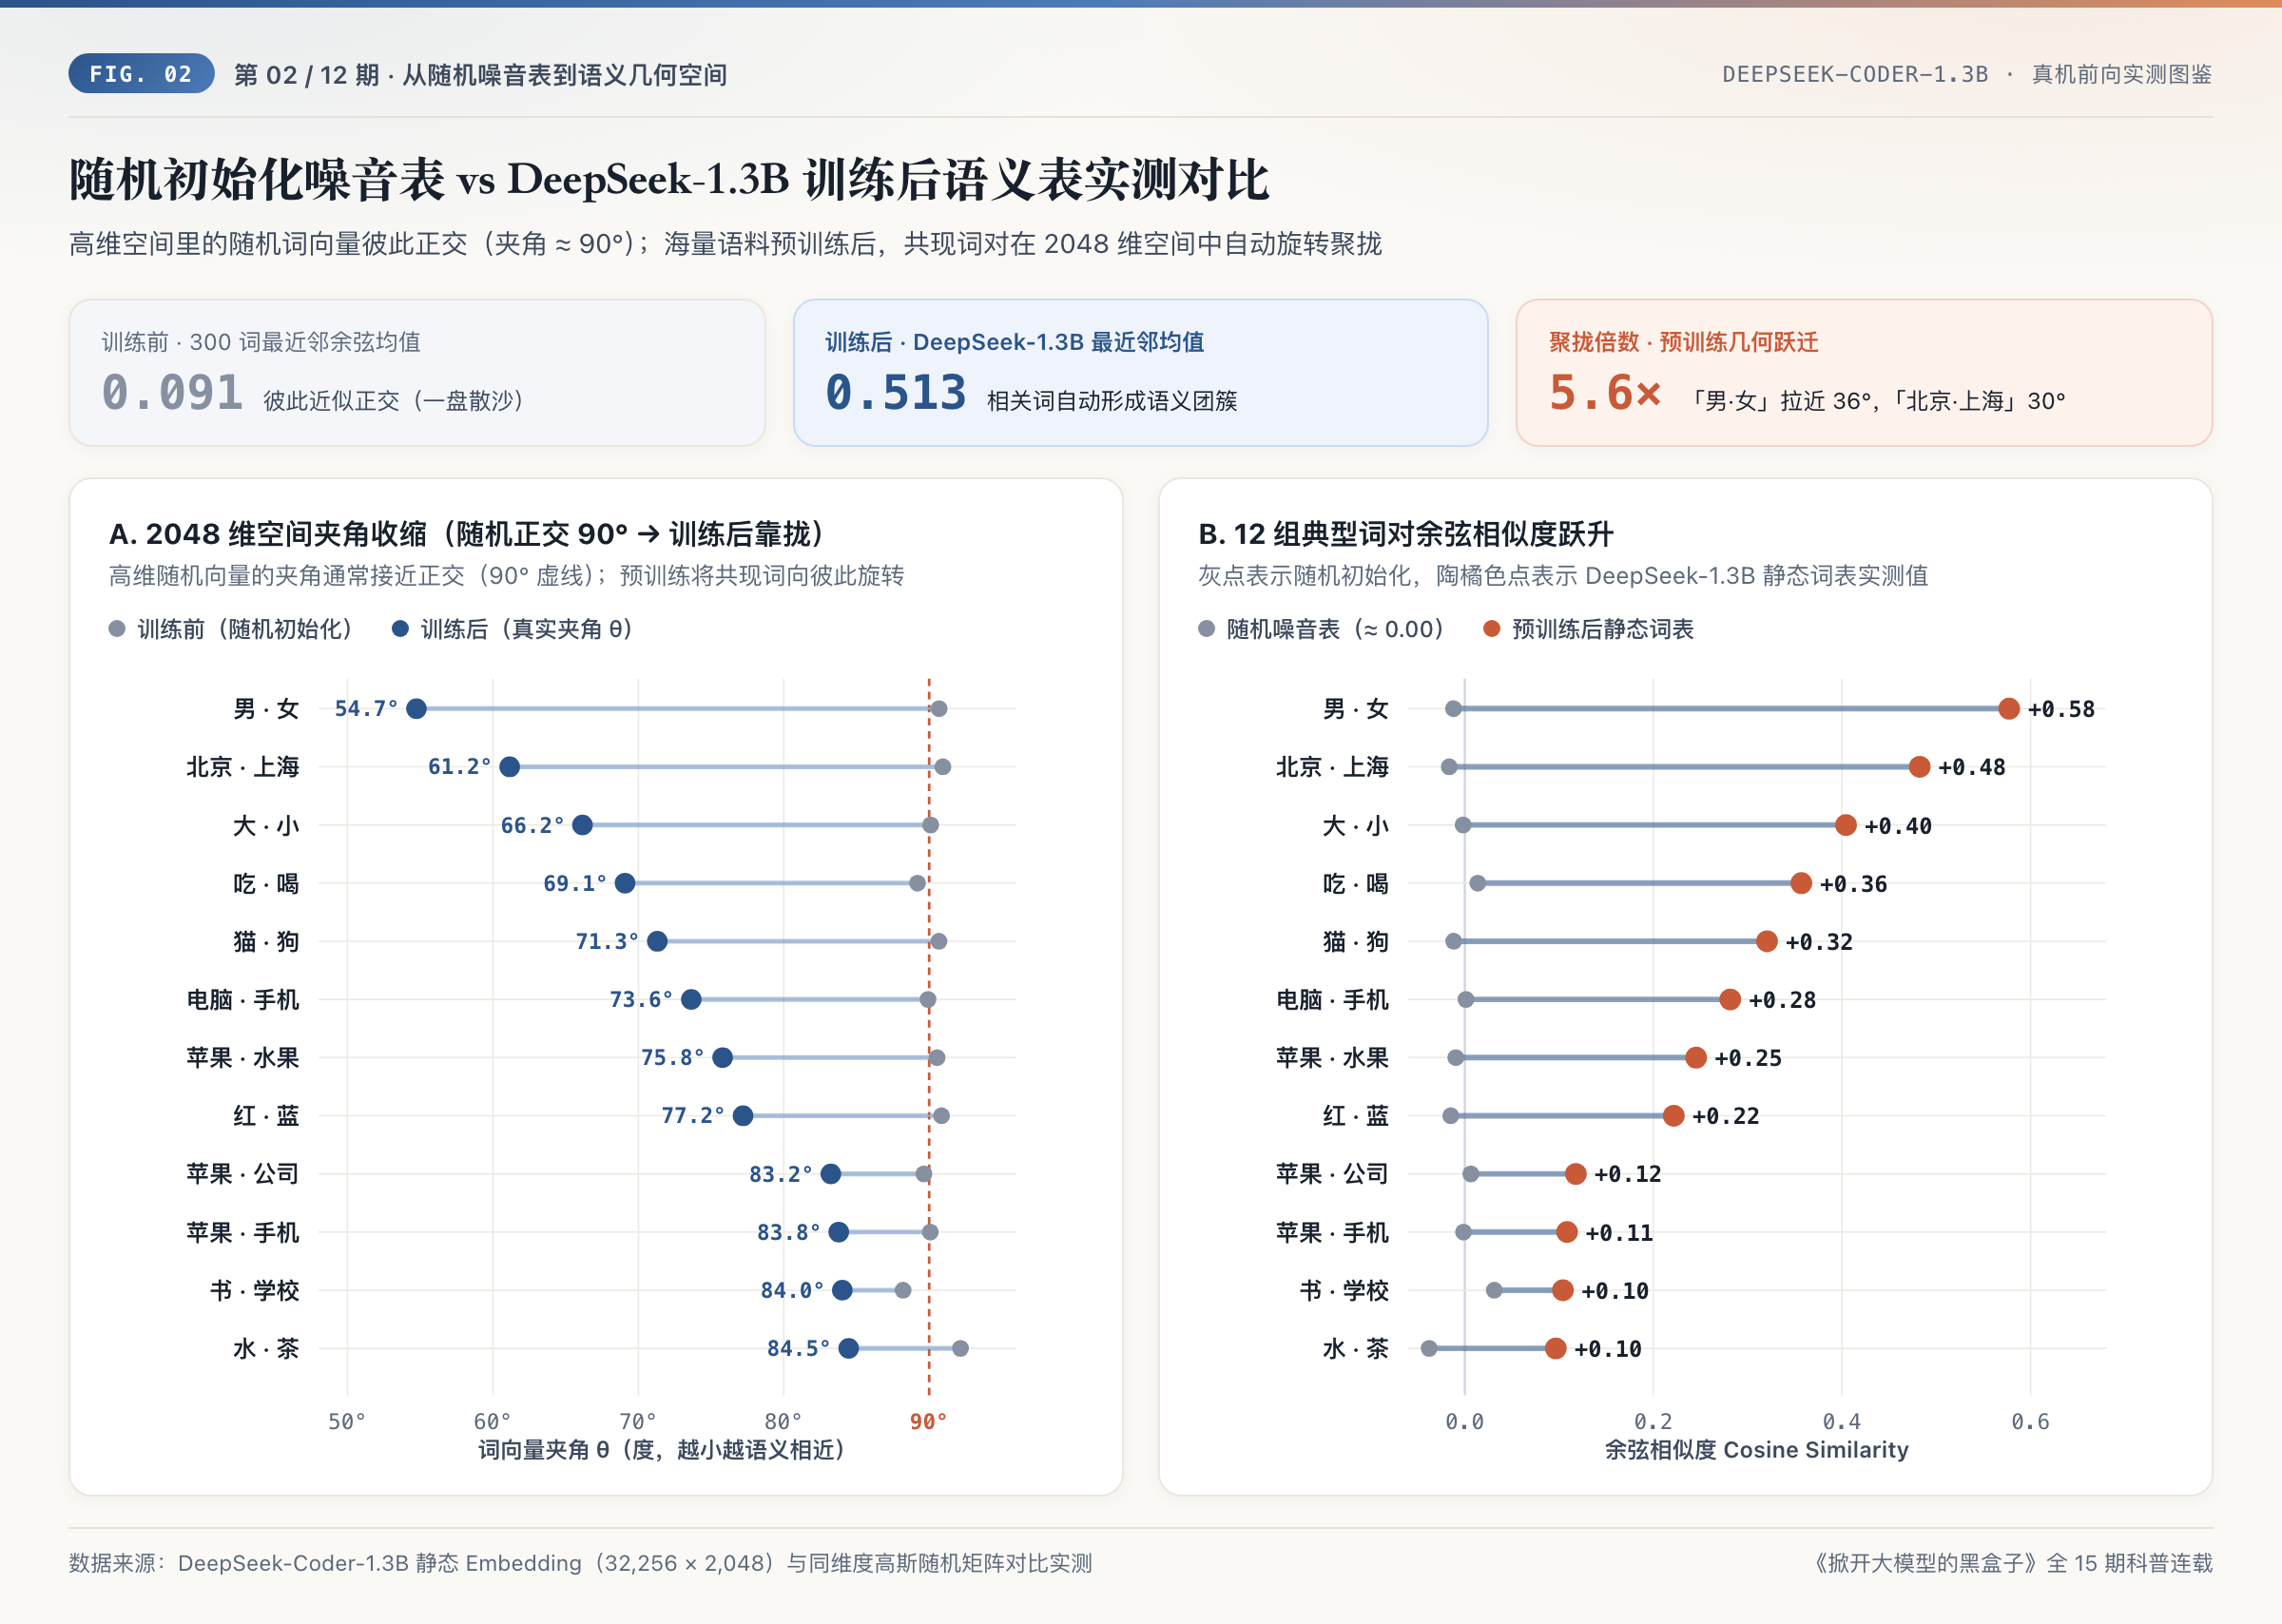 FIG. 02 第 02 / 12 期 · 从随机噪音表到语义几何空间
DEEPSEEK-CODER-1.3B · 真机前向实测图鉴
随机初始化噪音表 vs DeepSeek-1.3B 训练后语义表实测对比
高维空间里的随机词向量彼此正交（夹角 ≈ 90°）；海量语料预训练后，共现词对在 2048 维空间中自动旋转聚拢
训练前 · 300 词最近邻余弦均值
0.091 彼此近似正交（一盘散沙）
训练后 · DeepSeek-1.3B 最近邻均值
0.513 相关词自动形成语义团簇
聚拢倍数 · 预训练几何跃迁
5.6× 「男·女」拉近 36°，「北京·上海」30°
A. 2048 维空间夹角收缩（随机正交 90° → 训练后靠拢）
高维随机向量的夹角通常接近正交（90° 虚线）；预训练将共现词向彼此旋转
训练前（随机初始化） 训练后（真实夹角 θ）
男 · 女 54.7°
北京 · 上海 61.2°
大 · 小 66.2°
吃 · 喝 69.1°
猫 · 狗 71.3°
电脑 · 手机 73.6°
苹果 · 水果 75.8°
红 · 蓝 77.2°
苹果 · 公司 83.2°
苹果 · 手机 83.8°
书 · 学校 84.0°
水 · 茶 84.5°
50° 60° 70° 80° 90°
词向量夹角 θ（度，越小越语义相近）
B. 12 组典型词对余弦相似度跃升
灰点表示随机初始化，陶橘色点表示 DeepSeek-1.3B 静态词表实测值
随机噪音表（≈ 0.00） 预训练后静态词表
男 · 女 +0.58
北京 · 上海 +0.48
大 · 小 +0.40
吃 · 喝 +0.36
猫 · 狗 +0.32
电脑 · 手机 +0.28
苹果 · 水果 +0.25
红 · 蓝 +0.22
苹果 · 公司 +0.12
苹果 · 手机 +0.11
书 · 学校 +0.10
水 · 茶 +0.10
0.0 0.2 0.4 0.6
余弦相似度 Cosine Similarity
数据来源：DeepSeek-Coder-1.3B 静态 Embedding（32,256 × 2,048）与同维度高斯随机矩阵对比实测
《掀开大模型的黑盒子》全 15 期科普连载